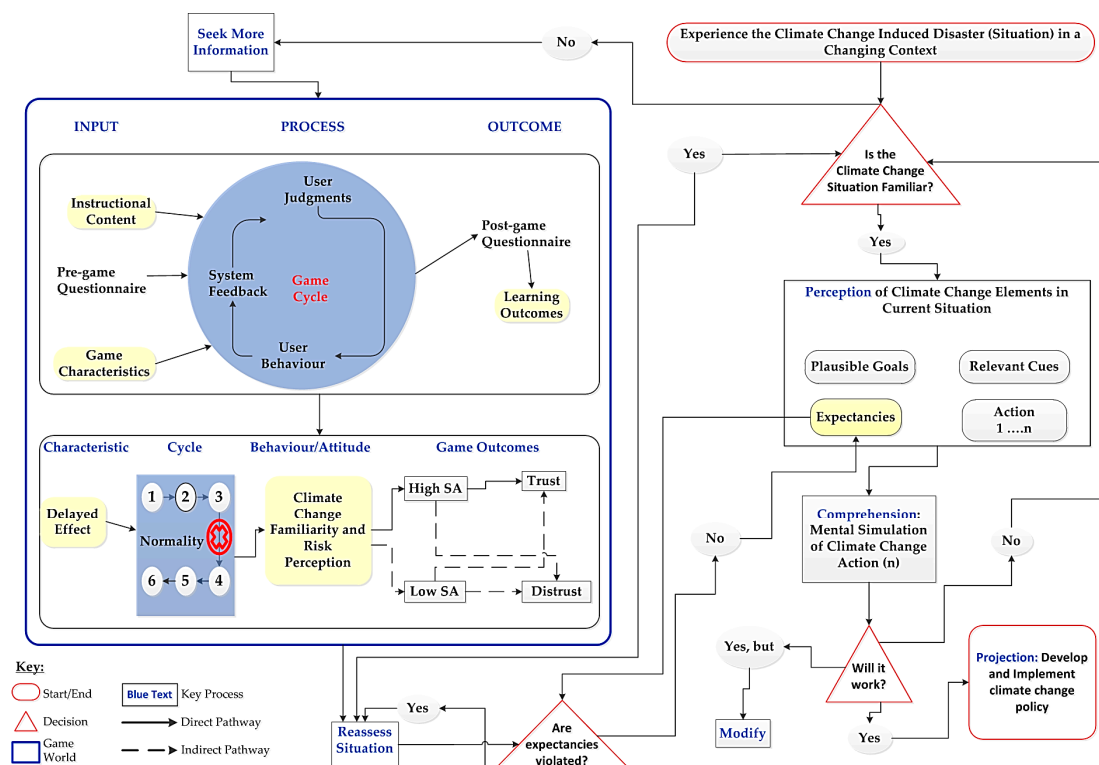 Seek More
Information
No
Experience the Climate Change Induced Disaster (Situation) in a
Changing Context
INPUT
PROCESS
OUTCOME
Yes
Is the
Climate Change
Situation Familiar?
Instructional
Content
User
Judgments
Post-game
Questionnaire
Yes
Pre-game
Questionnaire
System
Feedback
Game
Cycle
Learning
Outcomes
Perception of Climate Change Elements in
Current Situation
Game
Characteristics
User
Behaviour
Plausible Goals
Relevant Cues
Expectancies
Action
1 ....n
Characteristic
Cycle
Behaviour/Attitude
Game Outcomes
Delayed
Effect
1
2
3
Normality
6
5
4
Climate
Change
Familiarity and
Risk
Perception
High SA
Trust
Low SA
Distrust
Comprehension:
Mental Simulation
of Climate Change
Action (n)
No
No
Yes, but
Will it
work?
Projection: Develop
and Implement
climate change
policy
Modify
Yes
Key:
Start/End
Blue Text
Key Process
Decision
Direct Pathway
Game
World
Indirect Pathway
Yes
Reassess
Situation
Are
expectancies
violated?